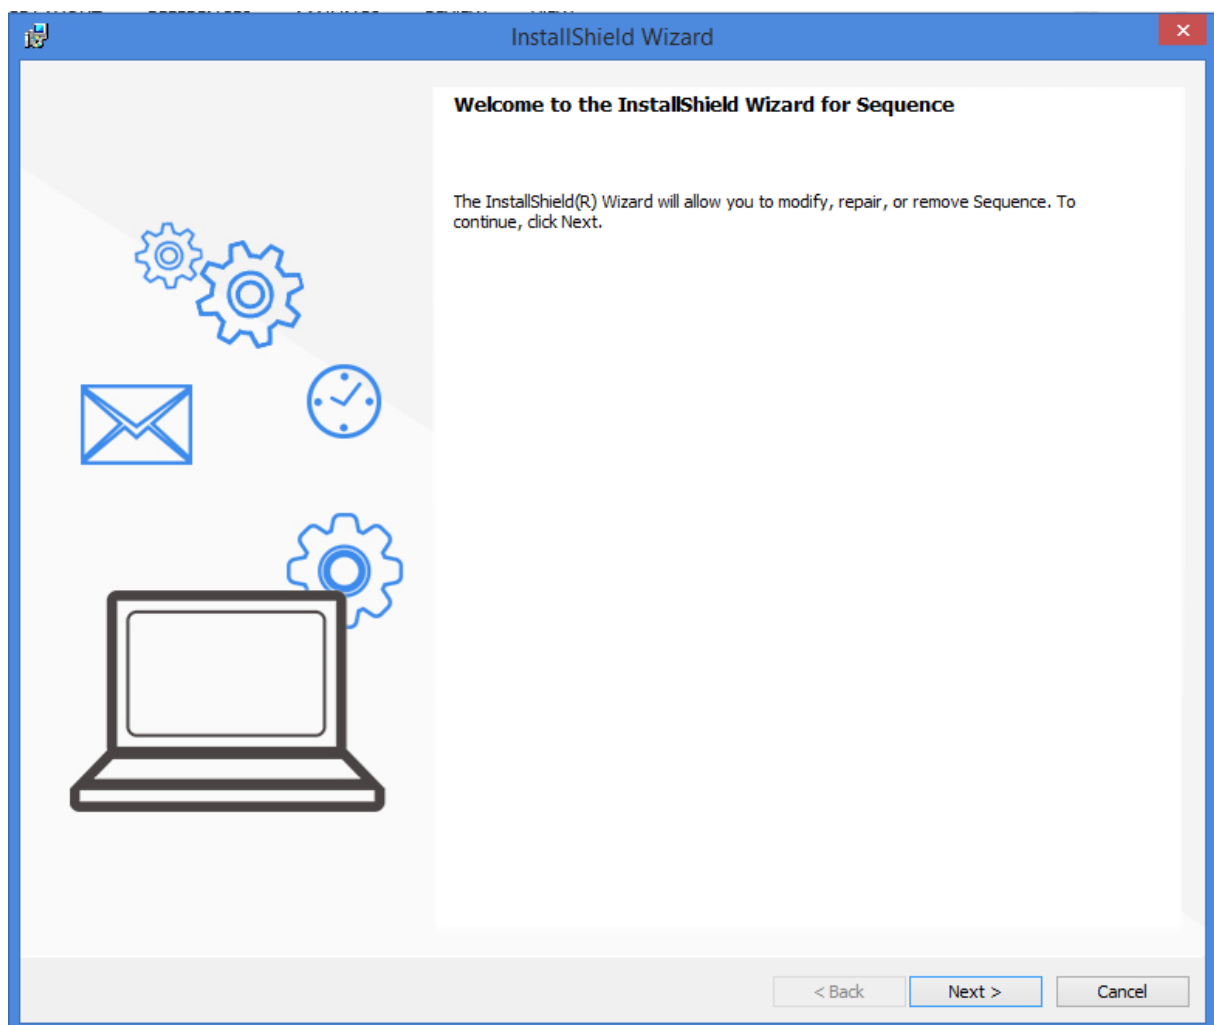 InstallShield Wizard
Welcome to the InstallShield Wizard for Sequence
The InstallShield(R) Wizard will allow you to modify, repair, or remove Sequence. To
continue, click Next.
< Back Next > Cancel